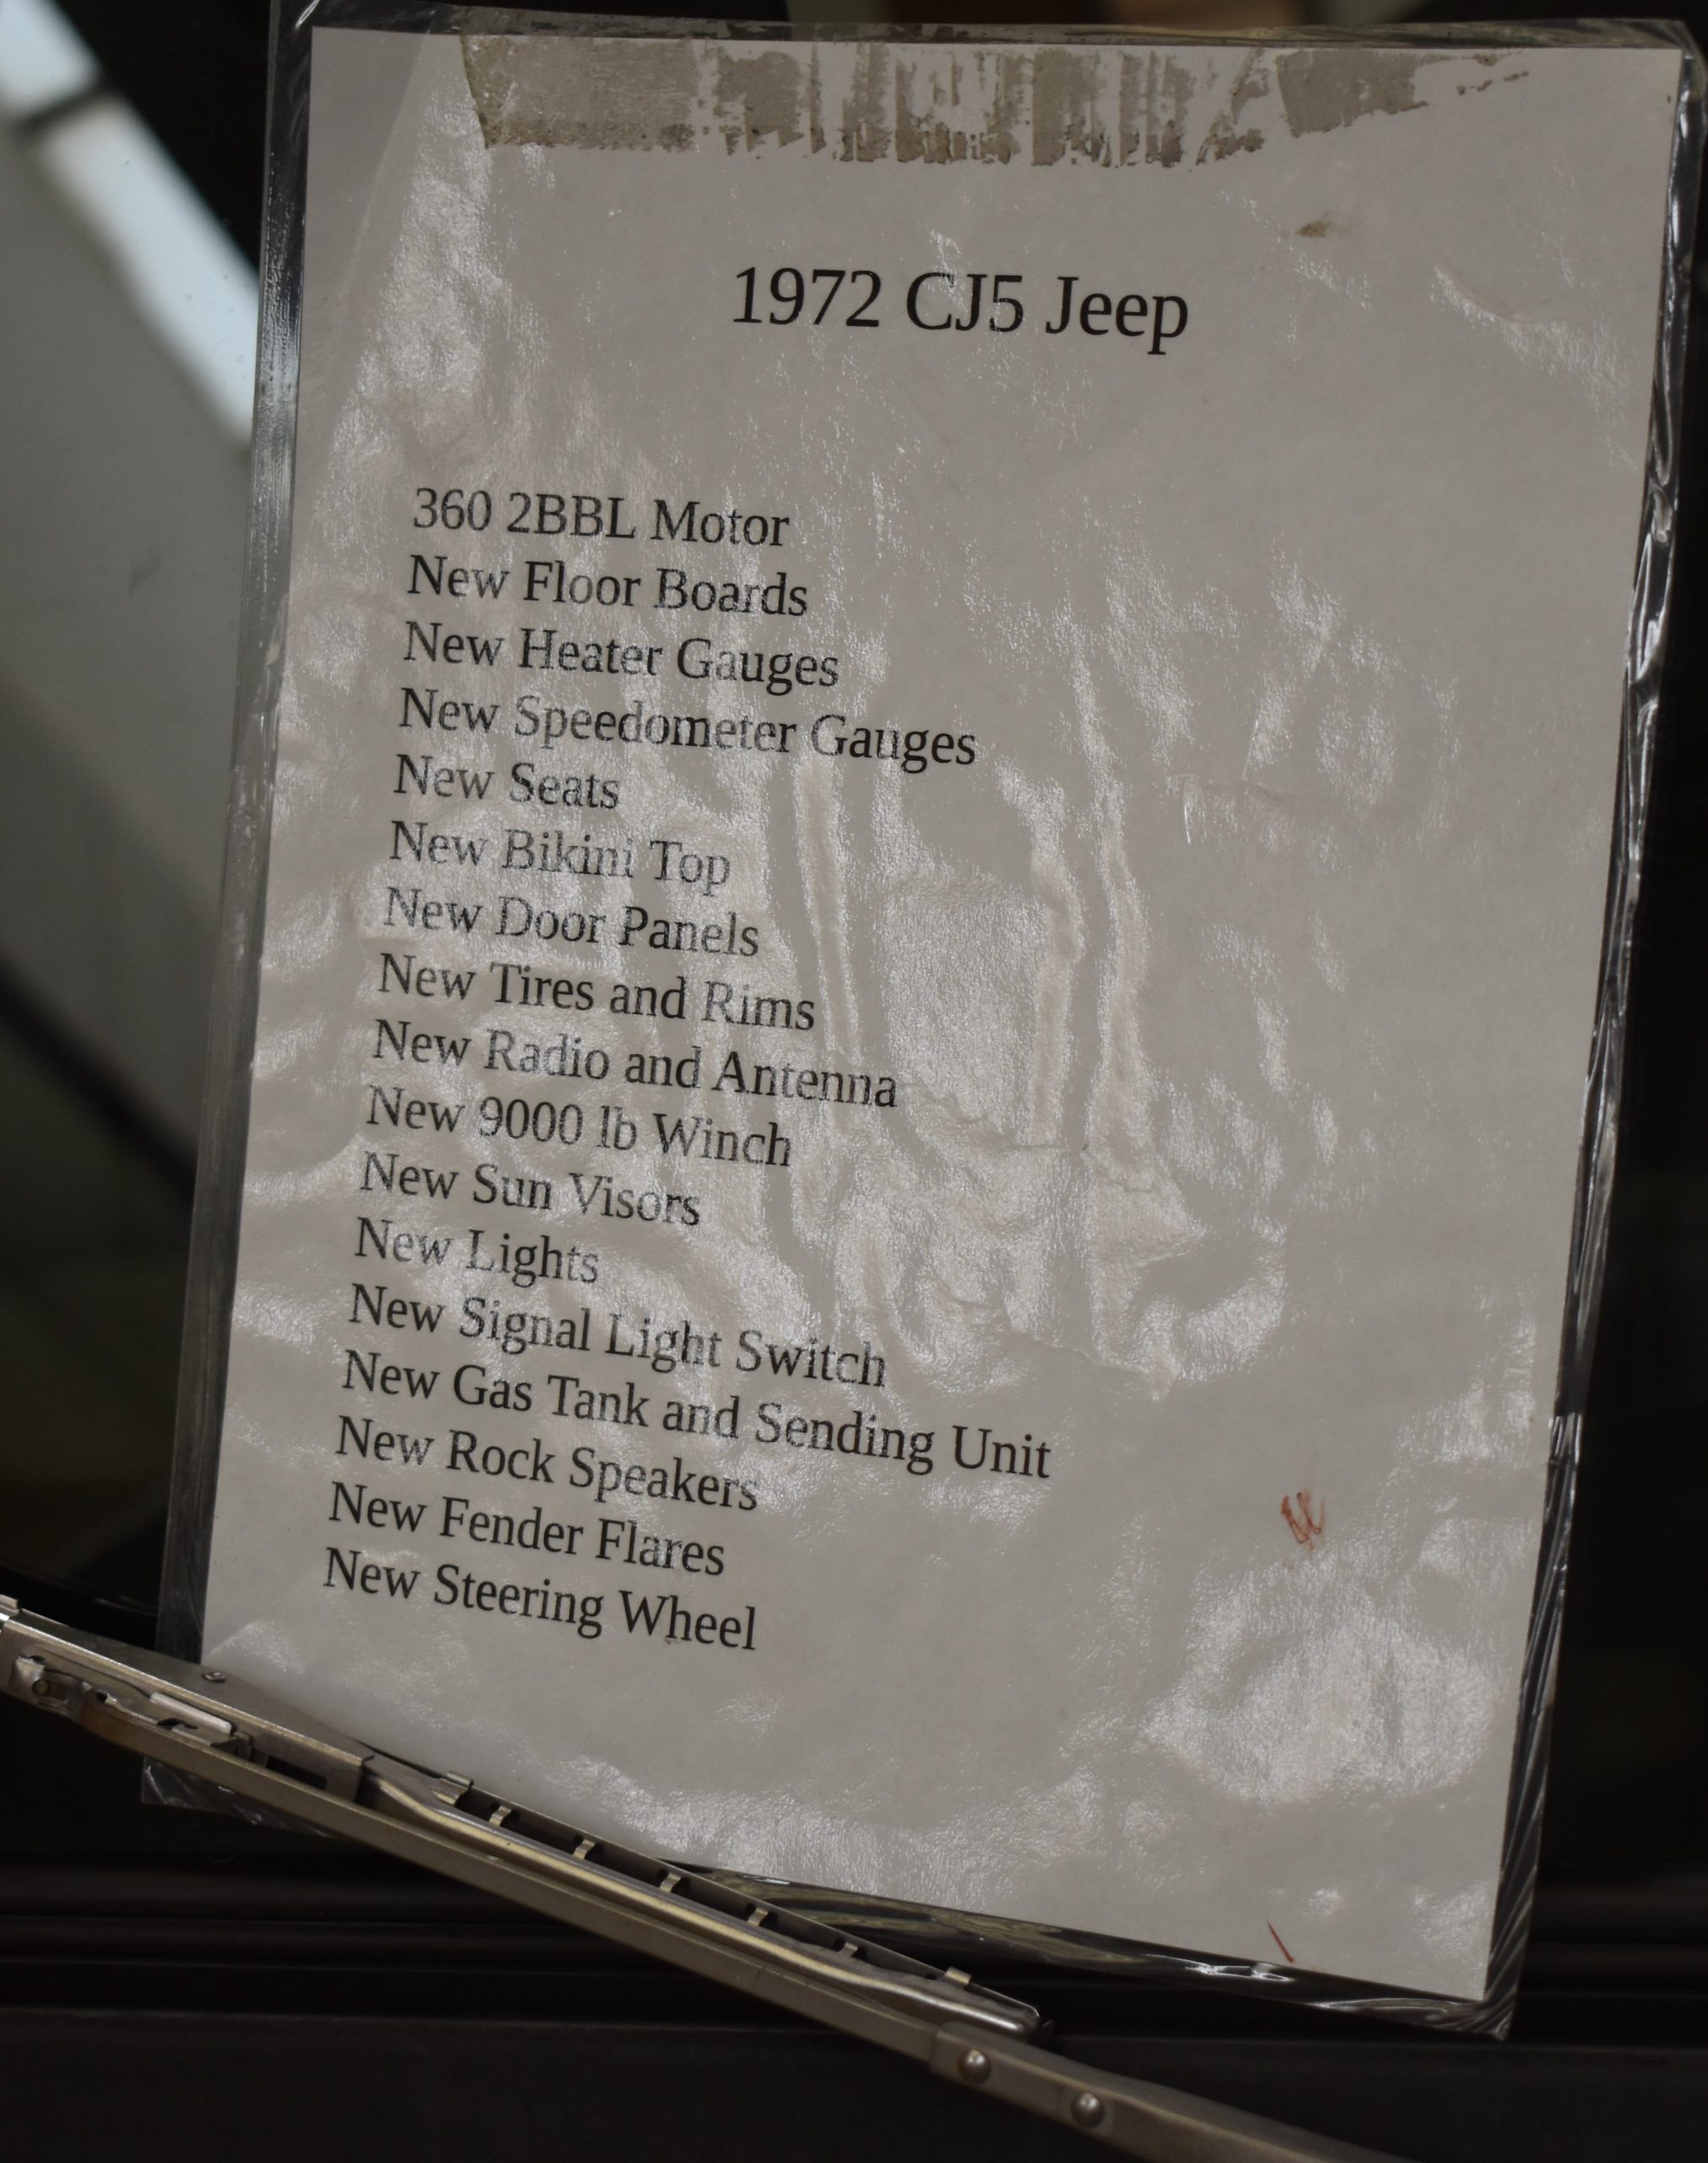 1972 CJ5 Jeep
360 2BBL Motor
New Floor Boards
New Heater Gauges
New Speedometer Gauges
New Seats
New Bikini Top
New Door Panels
New Tires and Rims
New Radio and Antenna
New 9000 lb Winch
New Sun Visors
New Lights
New Signal Light Switch
New Gas Tank and Sending Unit
New Rock Speakers
New Fender Flares
New Steering Wheel